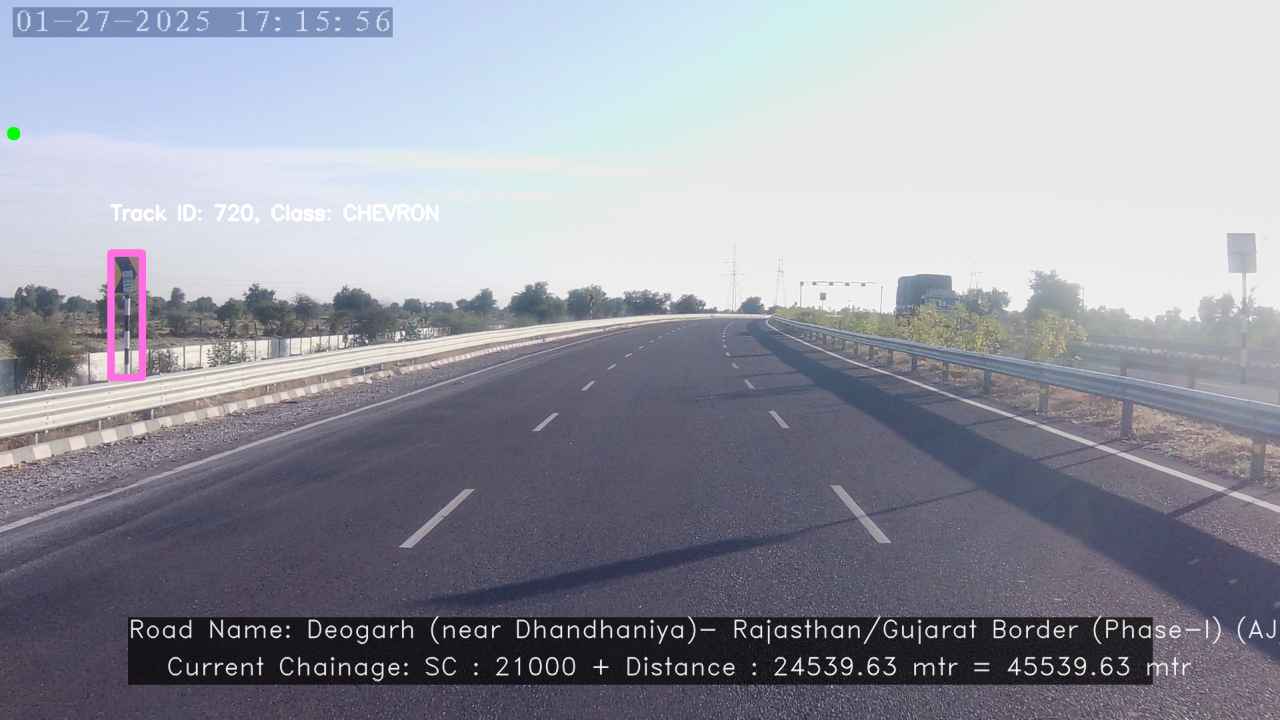 01-27-2025 17:15:56
Track ID: 720, Class: CHEVRON
Road Name: Deogarh (near Dhandhaniya)- Rajasthan/Gujarat Border (Phase-I) (AJ
Current Chainage: SC : 21000 + Distance : 24539.63 mtr = 45539.63 mtr